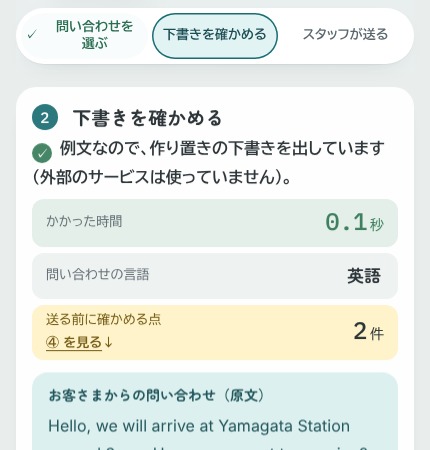 ✓ 問い合わせを
選ぶ
下書きを確かめる
スタッフが送る
2 下書きを確かめる
✓ 例文なので、作り置きの下書きを出しています
(外部のサービスは使っていません)。
かかった時間
0.1秒
問い合わせの言語
英語
送る前に確かめる点
④ を見る↓
2件
お客さまからの問い合わせ（原文）
Hello, we will arrive at Yamagata Station